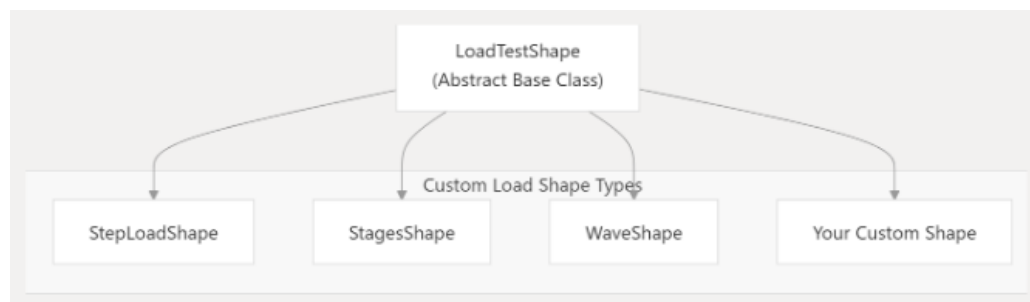 LoadTestShape
(Abstract Base Class)
Custom Load Shape Types
StepLoadShape
StagesShape
WaveShape
Your Custom Shape